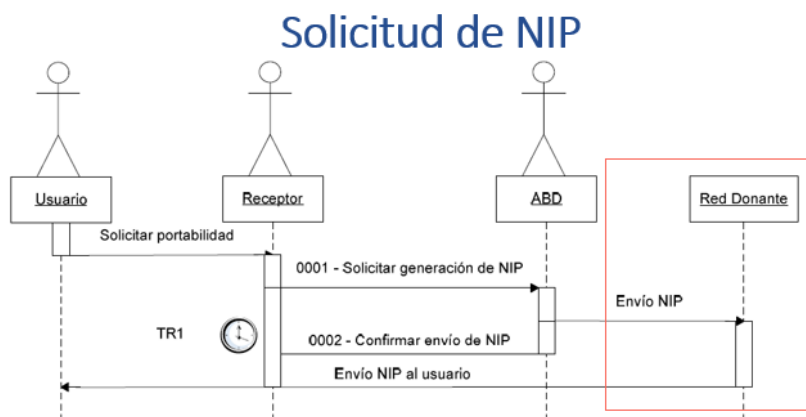 Solicitud de NIP
Usuario
Receptor
ABD
Red Donante
Solicitar portabilidad
0001 - Solicitar generación de NIP
Envío NIP
TR1
0002 - Confirmar envío de NIP
Envío NIP al usuario